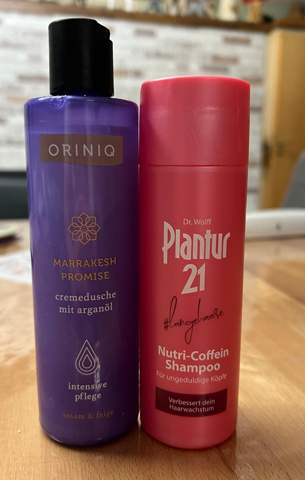 ORINIQ
MARRAKESH
PROMISE
cremedusche
mit arganöl
intensive
pflege
Dr. Wolff
Plantur
21
#langehaare
Nutri-Coffein
Shampoo
Für ungeduldige Köpfe
Verbessert dein
Haarwachstum